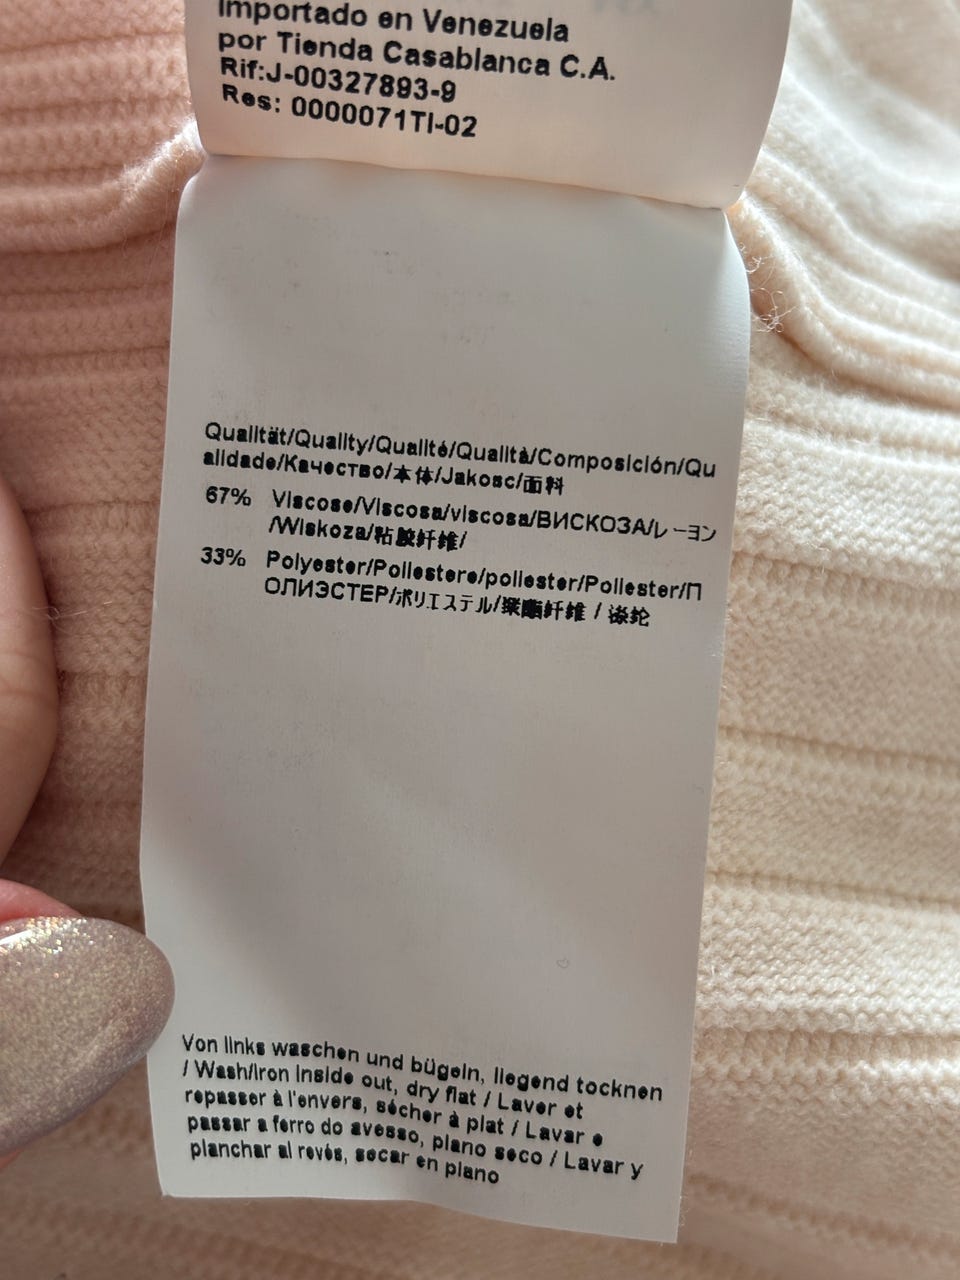 Importado en Venezuela
por Tienda Casablanca C.A.
Rif:J-00327893-9
Res: 0000071TI-02
Qualität/Quality/Qualité/Qualità/Composición/Qu
alidade/Качество/本体/Jakosc/面料
67% Viscose/Viscosa/viscosa/ВИСКОЗА/レーヨン
/Wiskoza/粘胶纤维/
33% Polyester/Poliestere/poliester/Poliester/П
ОЛИЭСТЕР/ポリエステル/聚酯纤维 / 涤纶
Von links waschen und bügeln, liegend tocknen
/ Wash/Iron inside out, dry flat / Laver et
repasser à l'envers, sécher à plat / Lavar e
passar a ferro do avesso, plano seco / Lavar y
planchar al revés, secar en plano